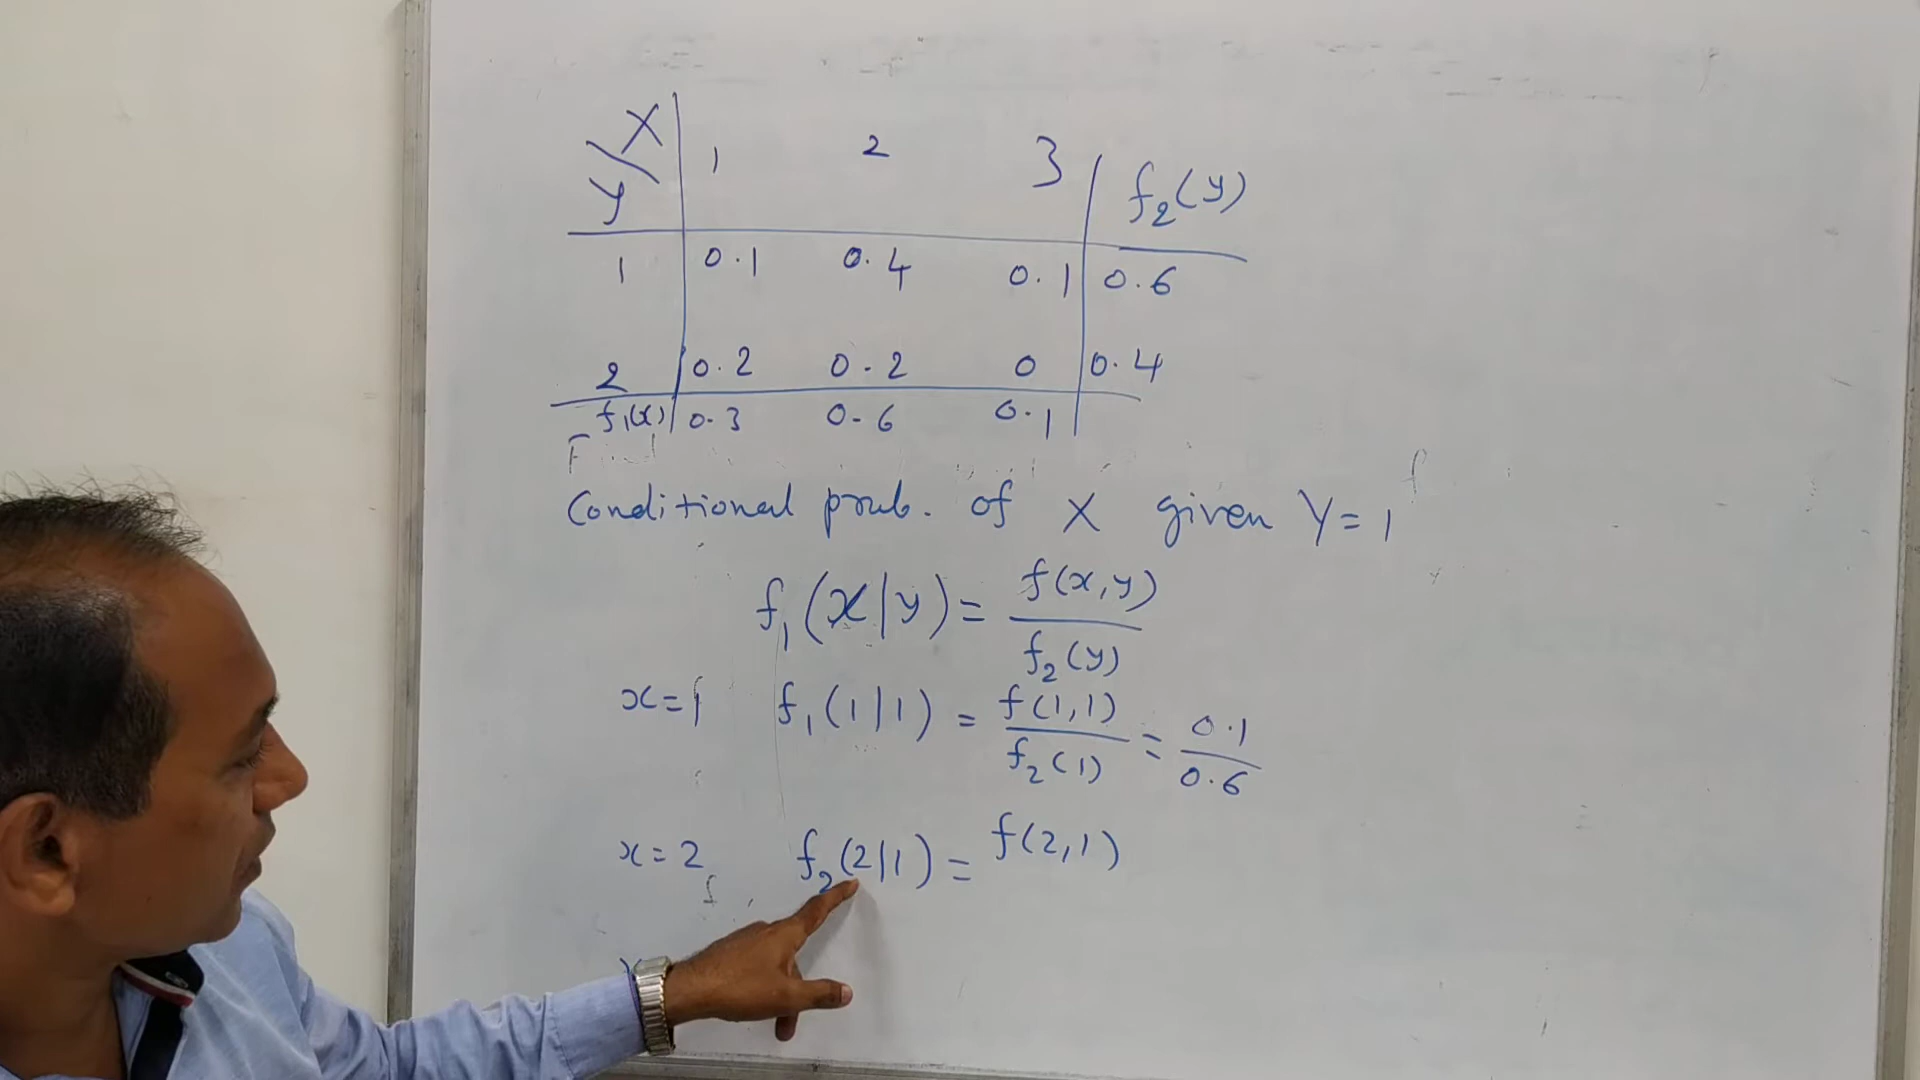 X
Y
1 2 3 f₂(y)
1 0.1 0.4 0.1 0.6
2 0.2 0.2 0 0.4
f₁(x) 0.3 0.6 0.1
Find
Conditional prob. of X given Y = 1
f₁(x|y) = f(x,y) / f₂(y)
x=1 f₁(1|1) = f(1,1) / f₂(1) = 0.1 / 0.6
x=2 f₂(2|1) = f(2,1)
x